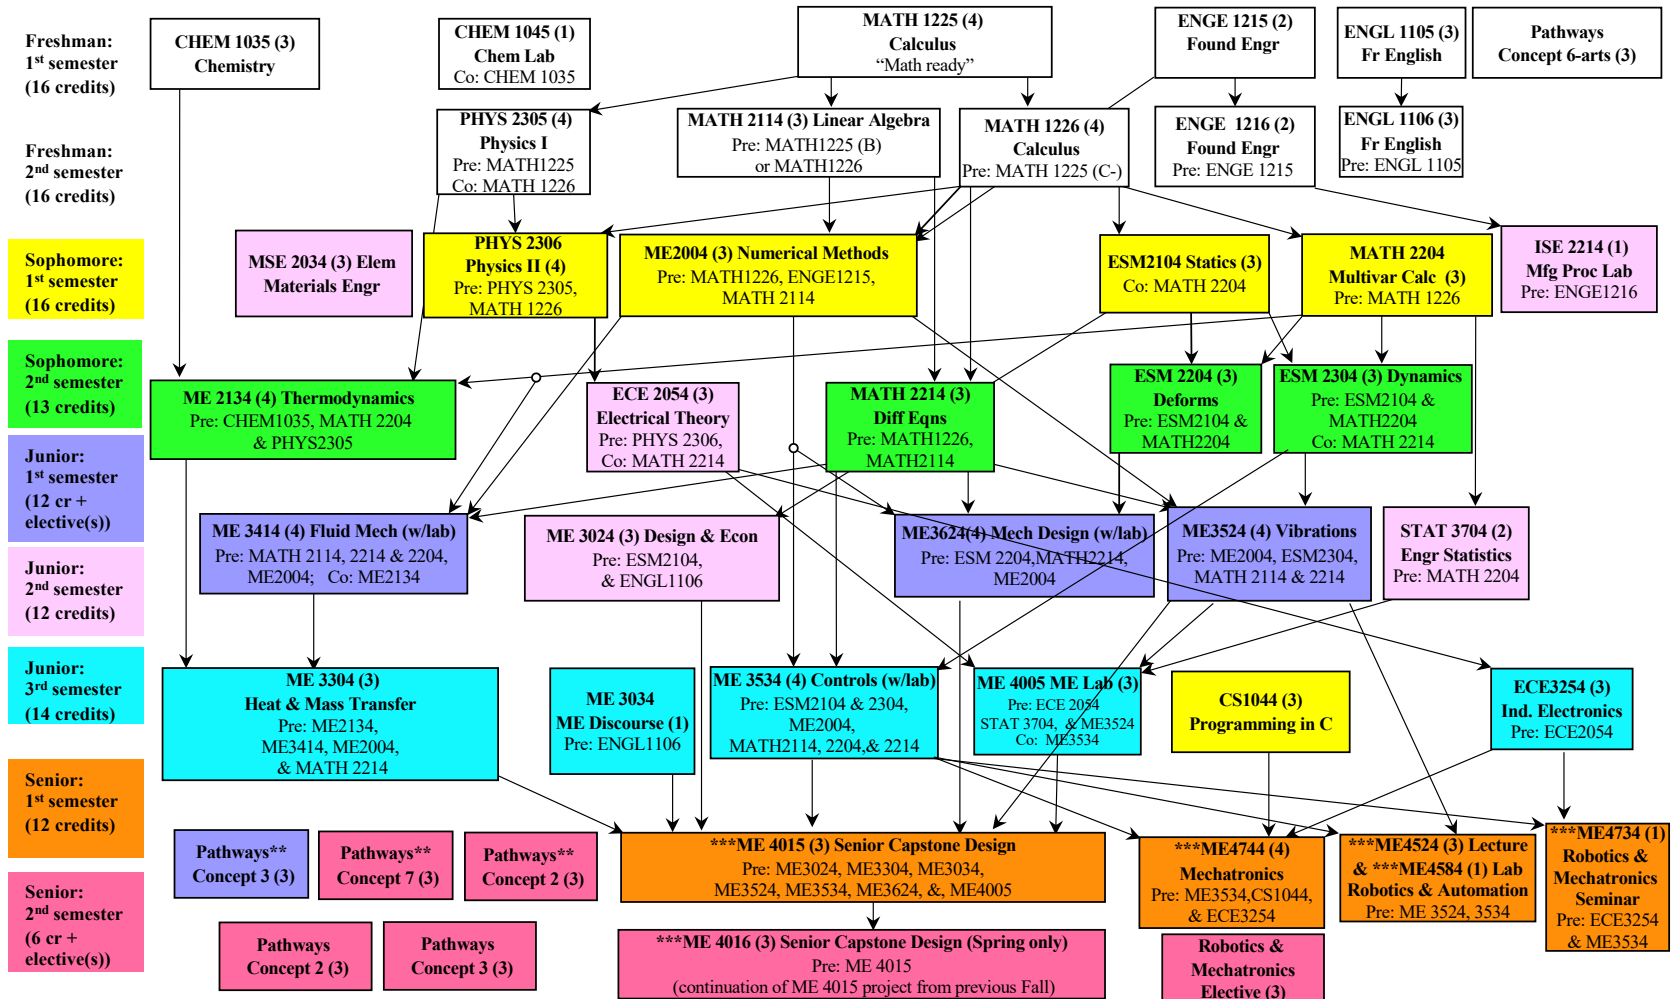 Freshman:
1st semester
(16 credits)
CHEM 1035 (3)
Chemistry
CHEM 1045 (1)
Chem Lab
Co: CHEM 1035
MATH 1225 (4)
Calculus
“Math ready”
ENGE 1215 (2)
Found Engr
ENGL 1105 (3)
Fr English
Pathways
Concept 6-arts (3)
Freshman:
2nd semester
(16 credits)
PHYS 2305 (4)
Physics I
Pre: MATH1225
Co: MATH 1226
MATH 2114 (3) Linear Algebra
Pre: MATH1225 (B)
or MATH1226
MATH 1226 (4)
Calculus
Pre: MATH 1225 (C-)
ENGE 1216 (2)
Found Engr
Pre: ENGE 1215
ENGL 1106 (3)
Fr English
Pre: ENGL 1105
Sophomore:
1st semester
(16 credits)
MSE 2034 (3) Elem
Materials Engr
PHYS 2306
Physics II (4)
Pre: PHYS 2305,
MATH 1226
ME2004 (3) Numerical Methods
Pre: MATH1226, ENGE1215,
MATH 2114
ESM2104 Statics (3)
Co: MATH 2204
MATH 2204
Multivar Calc (3)
Pre: MATH 1226
ISE 2214 (1)
Mfg Proc Lab
Pre: ENGE1216
Sophomore:
2nd semester
(13 credits)
ME 2134 (4) Thermodynamics
Pre: CHEM1035, MATH 2204
& PHYS2305
ECE 2054 (3)
Electrical Theory
Pre: PHYS 2306,
Co: MATH 2214
MATH 2214 (3)
Diff Eqns
Pre: MATH1226,
MATH2114
ESM 2204 (3)
Deforms
Pre: ESM2104 &
MATH2204
ESM 2304 (3) Dynamics
Pre: ESM2104 &
MATH2204
Co: MATH 2214
Junior:
1st semester
(12 cr +
elective(s))
ME 3414 (4) Fluid Mech (w/lab)
Pre: MATH 2114, 2214 & 2204,
ME2004; Co: ME2134
ME 3024 (3) Design & Econ
Pre: ESM2104,
& ENGL1106
ME3624(4) Mech Design (w/lab)
Pre: ESM 2204,MATH2214,
ME2004
ME3524 (4) Vibrations
Pre: ME2004, ESM2304,
MATH 2114 & 2214
STAT 3704 (2)
Engr Statistics
Pre: MATH 2204
Junior:
2nd semester
(12 credits)
Junior:
3rd semester
(14 credits)
ME 3304 (3)
Heat & Mass Transfer
Pre: ME2134,
ME3414, ME2004,
& MATH 2214
ME 3034
ME Discourse (1)
Pre: ENGL1106
ME 3534 (4) Controls (w/lab)
Pre: ESM2104 & 2304,
ME2004,
MATH2114, 2204,& 2214
ME 4005 ME Lab (3)
Pre: ECE 2054
STAT 3704, & ME3524
Co: ME3534
CS1044 (3)
Programming in C
ECE3254 (3)
Ind. Electronics
Pre: ECE2054
Senior:
1st semester
(12 credits)
Pathways**
Concept 3 (3)
Pathways**
Concept 7 (3)
Pathways**
Concept 2 (3)
***ME 4015 (3) Senior Capstone Design
Pre: ME3024, ME3304, ME3034,
ME3524, ME3534, ME3624, &, ME4005
***ME4744 (4)
Mechatronics
Pre: ME3534,CS1044,
& ECE3254
***ME4524 (3) Lecture
& ***ME4584 (1) Lab
Robotics & Automation
Pre: ME 3524, 3534
***ME4734 (1)
Robotics &
Mechatronics
Seminar
Pre: ECE3254
& ME3534
Senior:
2nd semester
(6 cr +
elective(s))
Pathways
Concept 2 (3)
Pathways
Concept 3 (3)
***ME 4016 (3) Senior Capstone Design (Spring only)
Pre: ME 4015
(continuation of ME 4015 project from previous Fall)
Robotics &
Mechatronics
Elective (3)